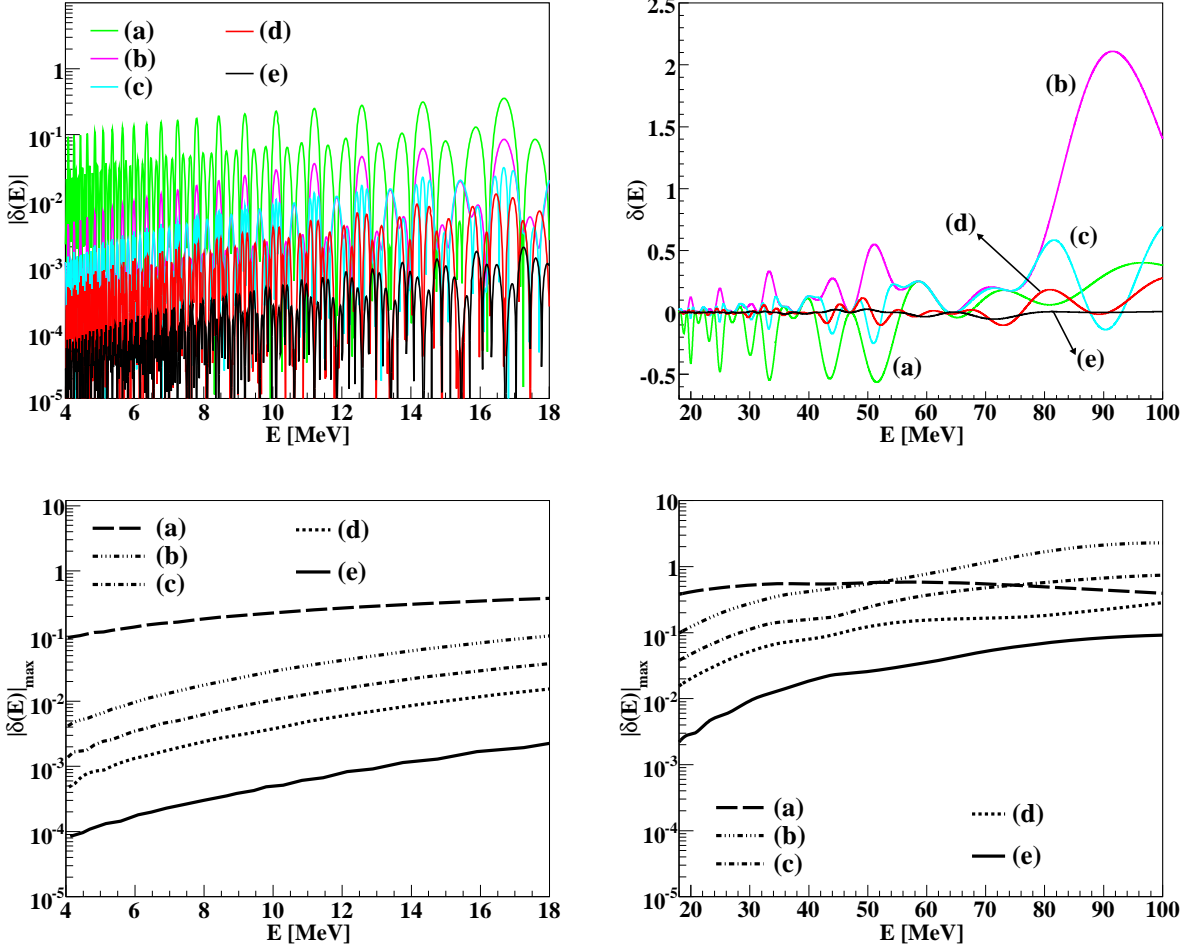 (a)
(b)
(c)
(d)
(e)
1
10⁻¹
10⁻²
10⁻³
10⁻⁴
10⁻⁵
|δ(E)|
4 6 8 10 12 14 16 18
E [MeV]
2.5
2
1.5
1
0.5
0
-0.5
δ(E)
(b)
(d)
(c)
(a)
(e)
20 30 40 50 60 70 80 90 100
E [MeV]
10
1
10⁻¹
10⁻²
10⁻³
10⁻⁴
10⁻⁵
|δ(E)|max
(a)
(b)
(c)
(d)
(e)
4 6 8 10 12 14 16 18
E [MeV]
10
1
10⁻¹
10⁻²
10⁻³
10⁻⁴
10⁻⁵
|δ(E)|max
(a)
(b)
(c)
(d)
(e)
20 30 40 50 60 70 80 90 100
E [MeV]